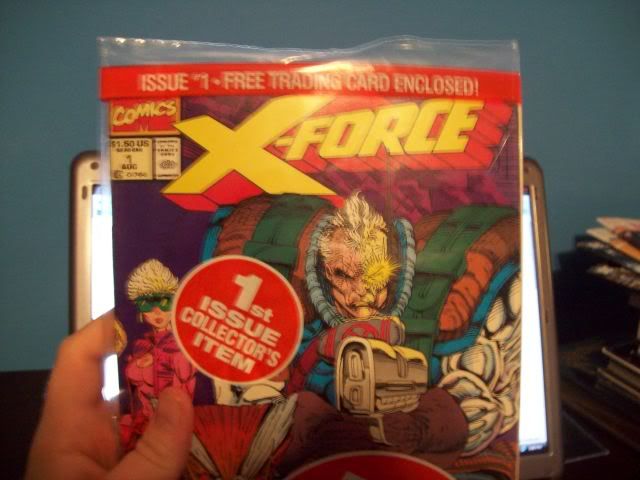 ISSUE #1 - FREE TRADING CARD ENCLOSED!
COMICS
X-FORCE
$1.50 US
1
AUG
1st
ISSUE
COLLECTOR'S
ITEM